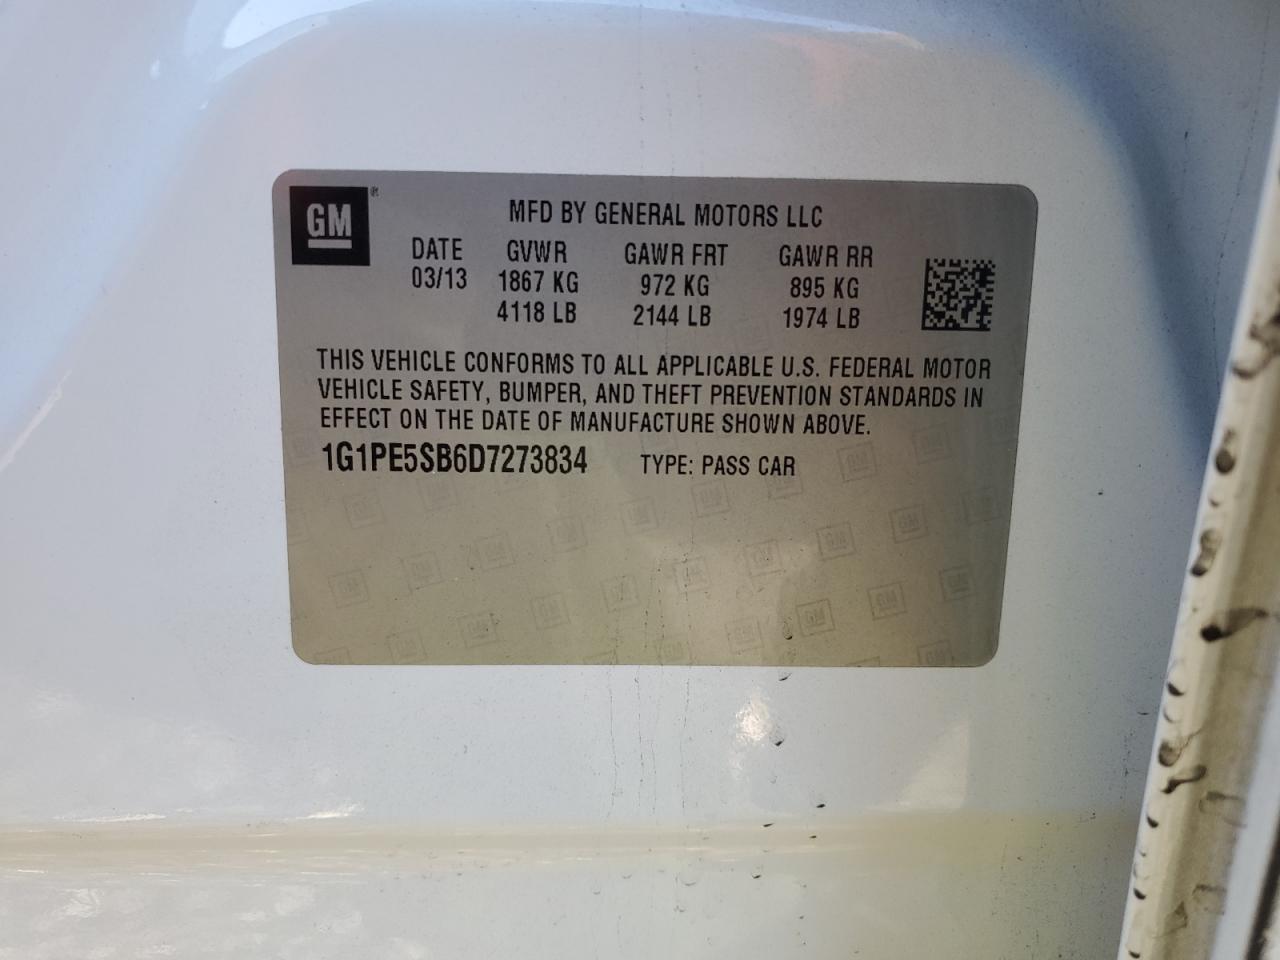 GM®
MFD BY GENERAL MOTORS LLC
DATE GVWR GAWR FRT GAWR RR
03/13 1867 KG 972 KG 895 KG
4118 LB 2144 LB 1974 LB
THIS VEHICLE CONFORMS TO ALL APPLICABLE U.S. FEDERAL MOTOR
VEHICLE SAFETY, BUMPER, AND THEFT PREVENTION STANDARDS IN
EFFECT ON THE DATE OF MANUFACTURE SHOWN ABOVE.
1G1PE5SB6D7273834 TYPE: PASS CAR